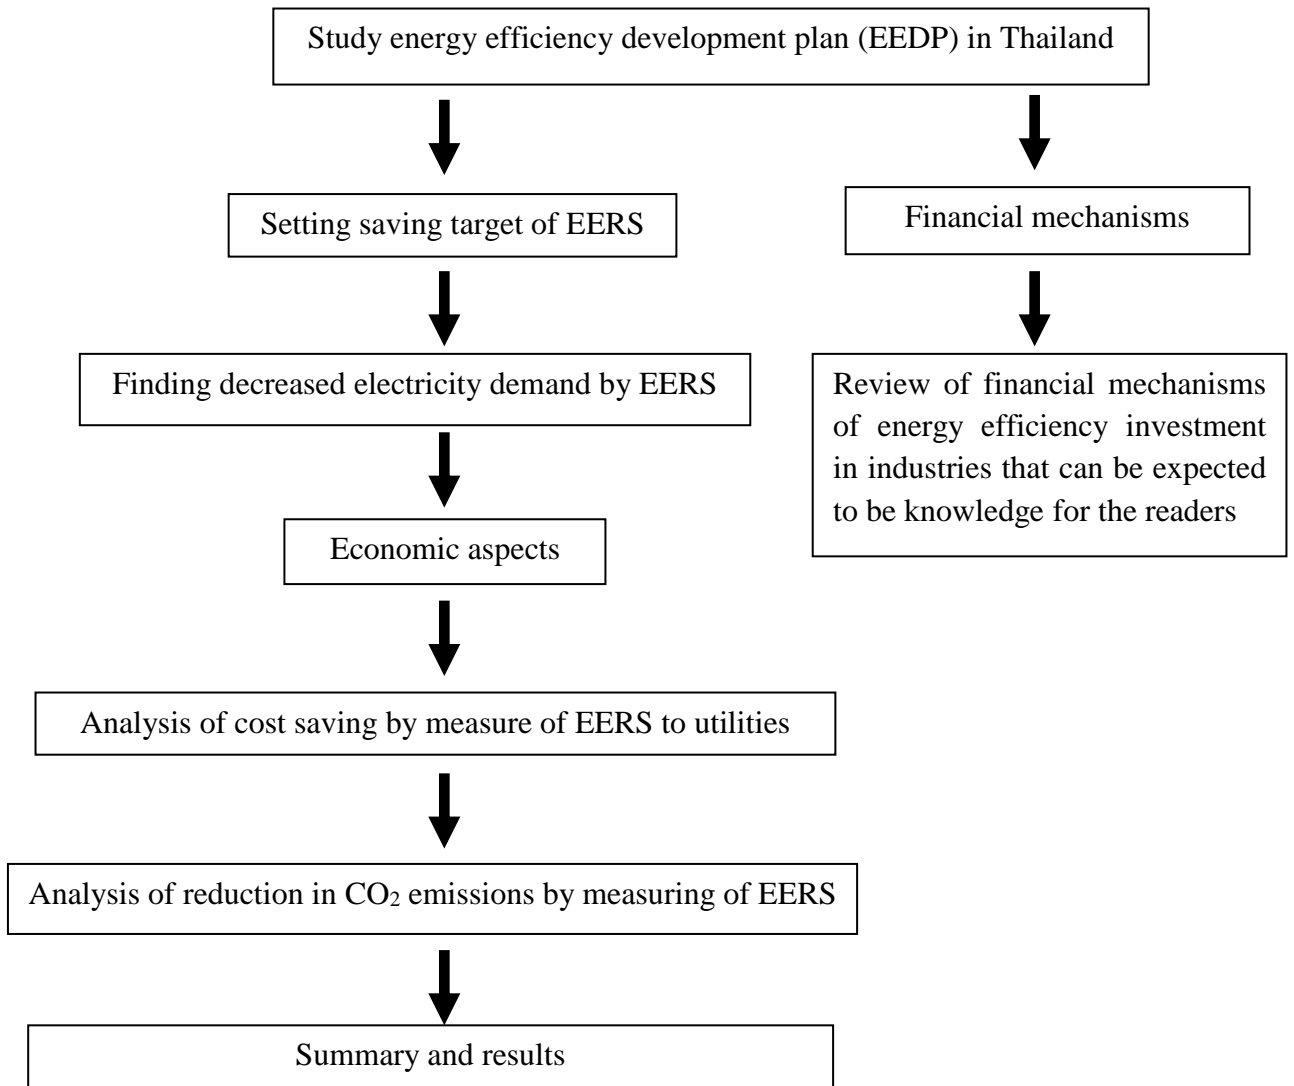 Study energy efficiency development plan (EEDP) in Thailand
Setting saving target of EERS
Financial mechanisms
Finding decreased electricity demand by EERS
Review of financial mechanisms
of energy efficiency investment
in industries that can be expected
to be knowledge for the readers
Economic aspects
Analysis of cost saving by measure of EERS to utilities
Analysis of reduction in CO₂ emissions by measuring of EERS
Summary and results